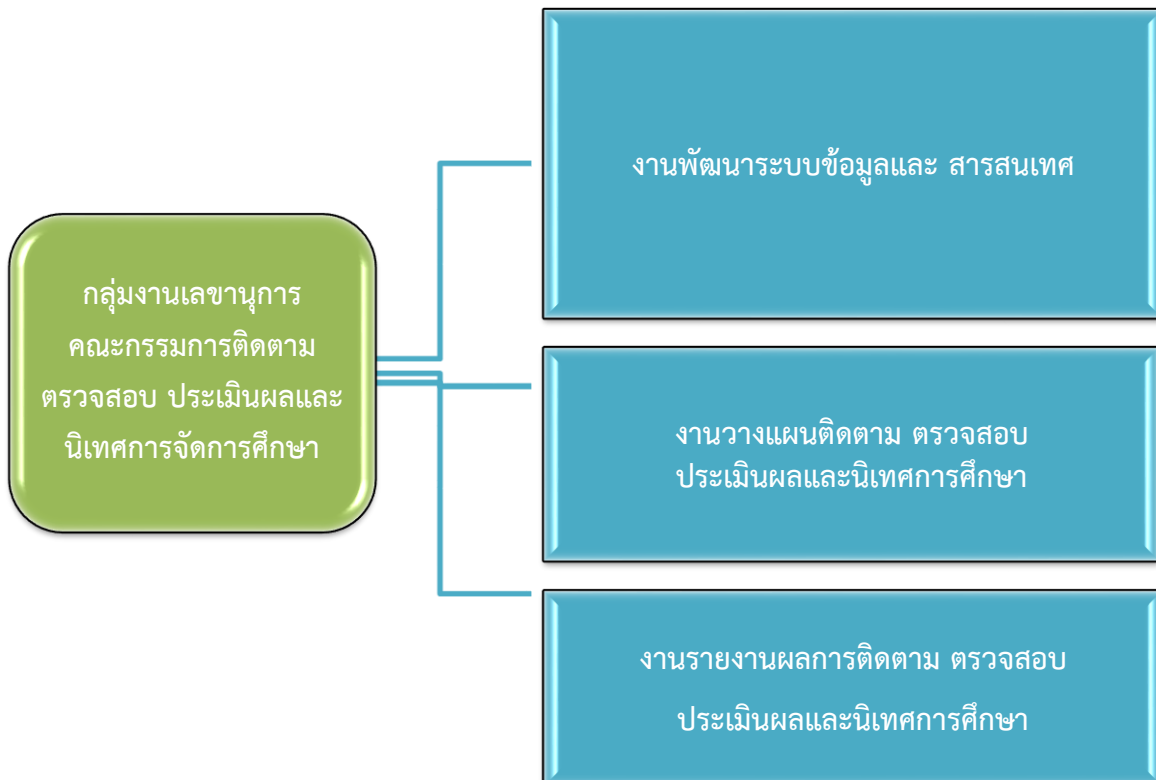 กลุ่มงานเลขานุการ
คณะกรรมการติดตาม
ตรวจสอบ ประเมินผลและ
นิเทศการจัดการศึกษา
งานพัฒนาระบบข้อมูลและ สารสนเทศ
งานวางแผนติดตาม ตรวจสอบ
ประเมินผลและนิเทศการศึกษา
งานรายงานผลการติดตาม ตรวจสอบ
ประเมินผลและนิเทศการศึกษา